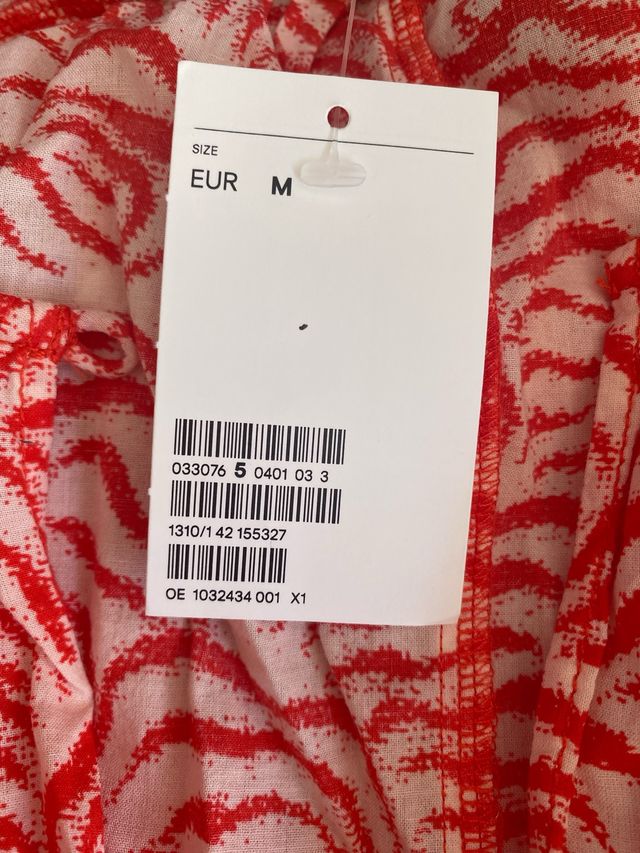 SIZE
EUR M
033076 5 0401 03 3
1310/1 42 155327
OE 1032434 001 X1